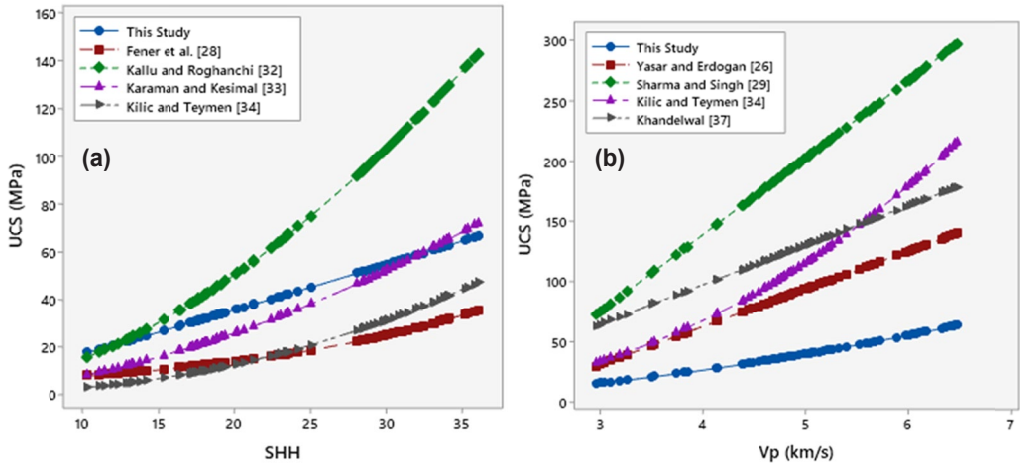 160
140
120
100
80
60
40
20
0
UCS (MPa)
This Study
Fener et al. [28]
Kallu and Roghanchi [32]
Karaman and Kesimal [33]
Kilic and Teymen [34]
(a)
10 15 20 25 30 35
SHH
300
250
200
150
100
50
0
UCS (MPa)
This Study
Yasar and Erdogan [26]
Sharma and Singh [29]
Kilic and Teymen [34]
Khandelwal [37]
(b)
3 4 5 6 7
Vp (km/s)